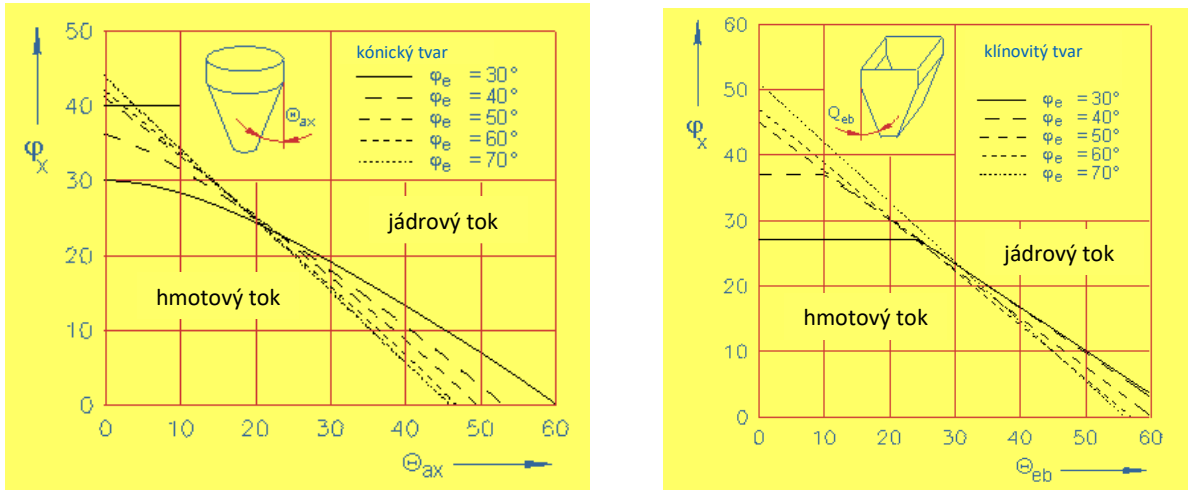 50
40
30
20
10
0
φx
kónický tvar
φe = 30°
φe = 40°
φe = 50°
φe = 60°
φe = 70°
Θax
jádrový tok
hmotový tok
0 10 20 30 40 50 60
Θax
60
50
40
30
20
10
0
φx
klínovitý tvar
φe = 30°
φe = 40°
φe = 50°
φe = 60°
φe = 70°
Qeb
jádrový tok
hmotový tok
0 10 20 30 40 50 60
Θeb